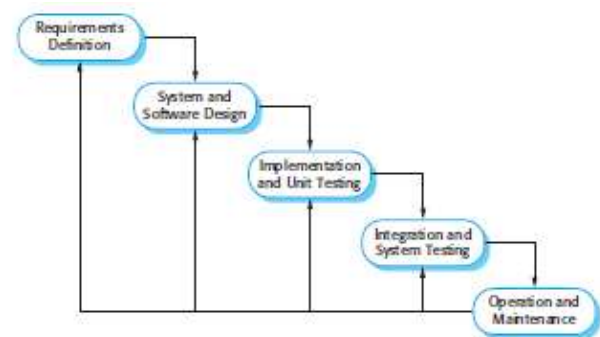 Requirements
Definition
System and
Software Design
Implementation
and Unit Testing
Integration and
System Testing
Operation and
Maintenance